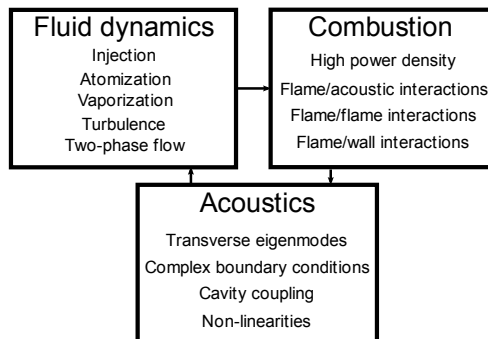 Fluid dynamics
Injection
Atomization
Vaporization
Turbulence
Two-phase flow
Combustion
High power density
Flame/acoustic interactions
Flame/flame interactions
Flame/wall interactions
Acoustics
Transverse eigenmodes
Complex boundary conditions
Cavity coupling
Non-linearities